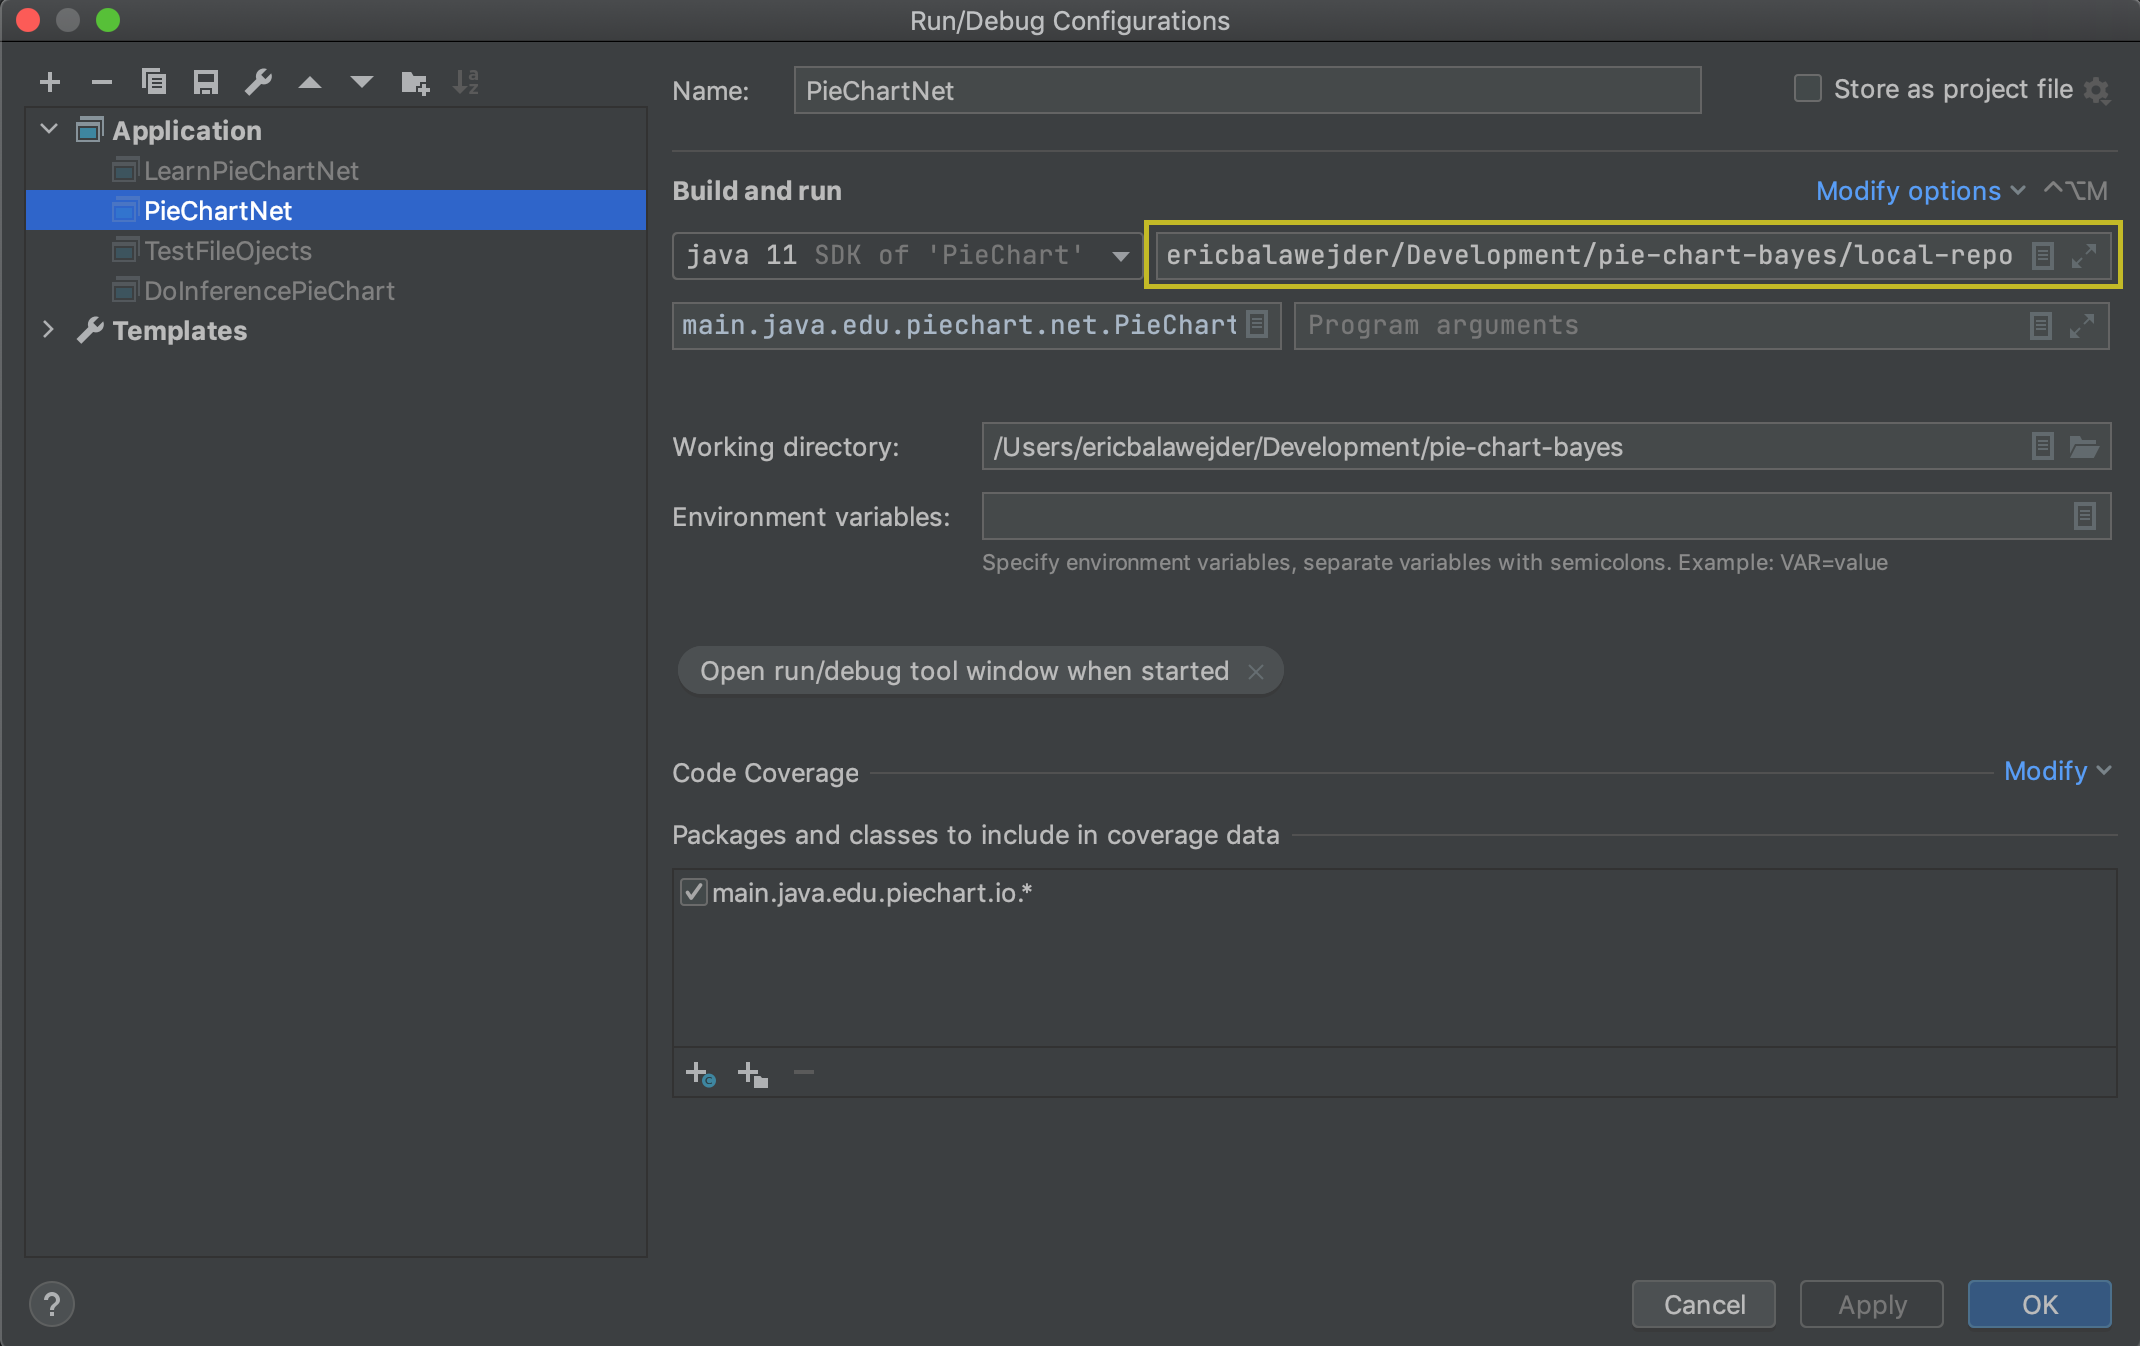 Run/Debug Configurations
Name: PieChartNet Store as project file
Application
LearnPieChartNet
PieChartNet
TestFileOjects
DoInferencePieChart
Templates
Build and run Modify options ^⌥M
java 11 SDK of 'PieChart' ericbalawejder/Development/pie-chart-bayes/local-repo
main.java.edu.piechart.net.PieChart Program arguments
Working directory: /Users/ericbalawejder/Development/pie-chart-bayes
Environment variables:
Specify environment variables, separate variables with semicolons. Example: VAR=value
Open run/debug tool window when started
Code Coverage Modify
Packages and classes to include in coverage data
main.java.edu.piechart.io.*
? Cancel Apply OK